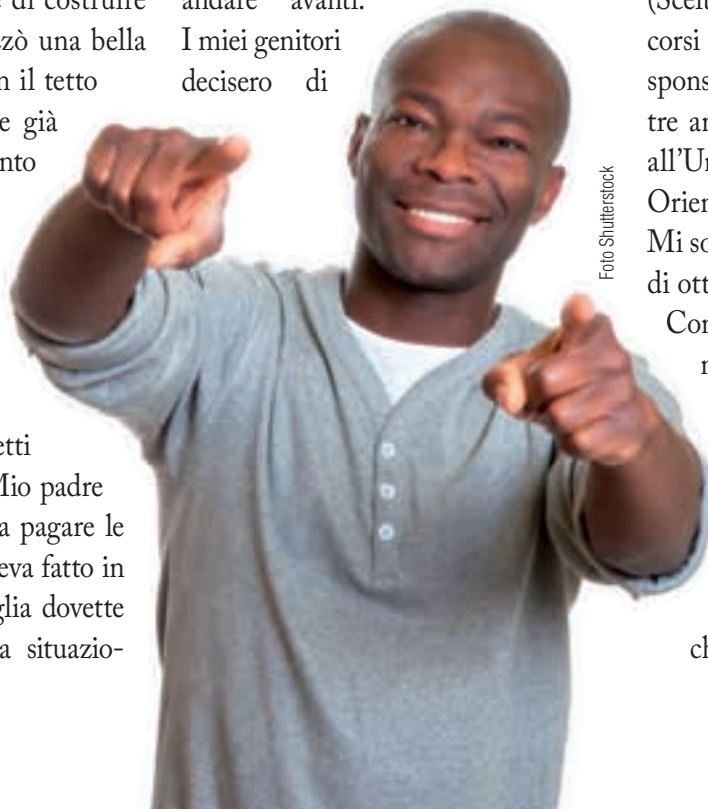 e di costruire
zzò una bella
n il tetto
e già
nto
etti
Mio padre
a pagare le
eva fatto in
glia dovette
a situazio-
andare avanti.
I miei genitori
decisero di
Foto Shutterstock
(Scelt
corsi
spons
tre an
all’Un
Orien
Mi so
di ott
Con
ch